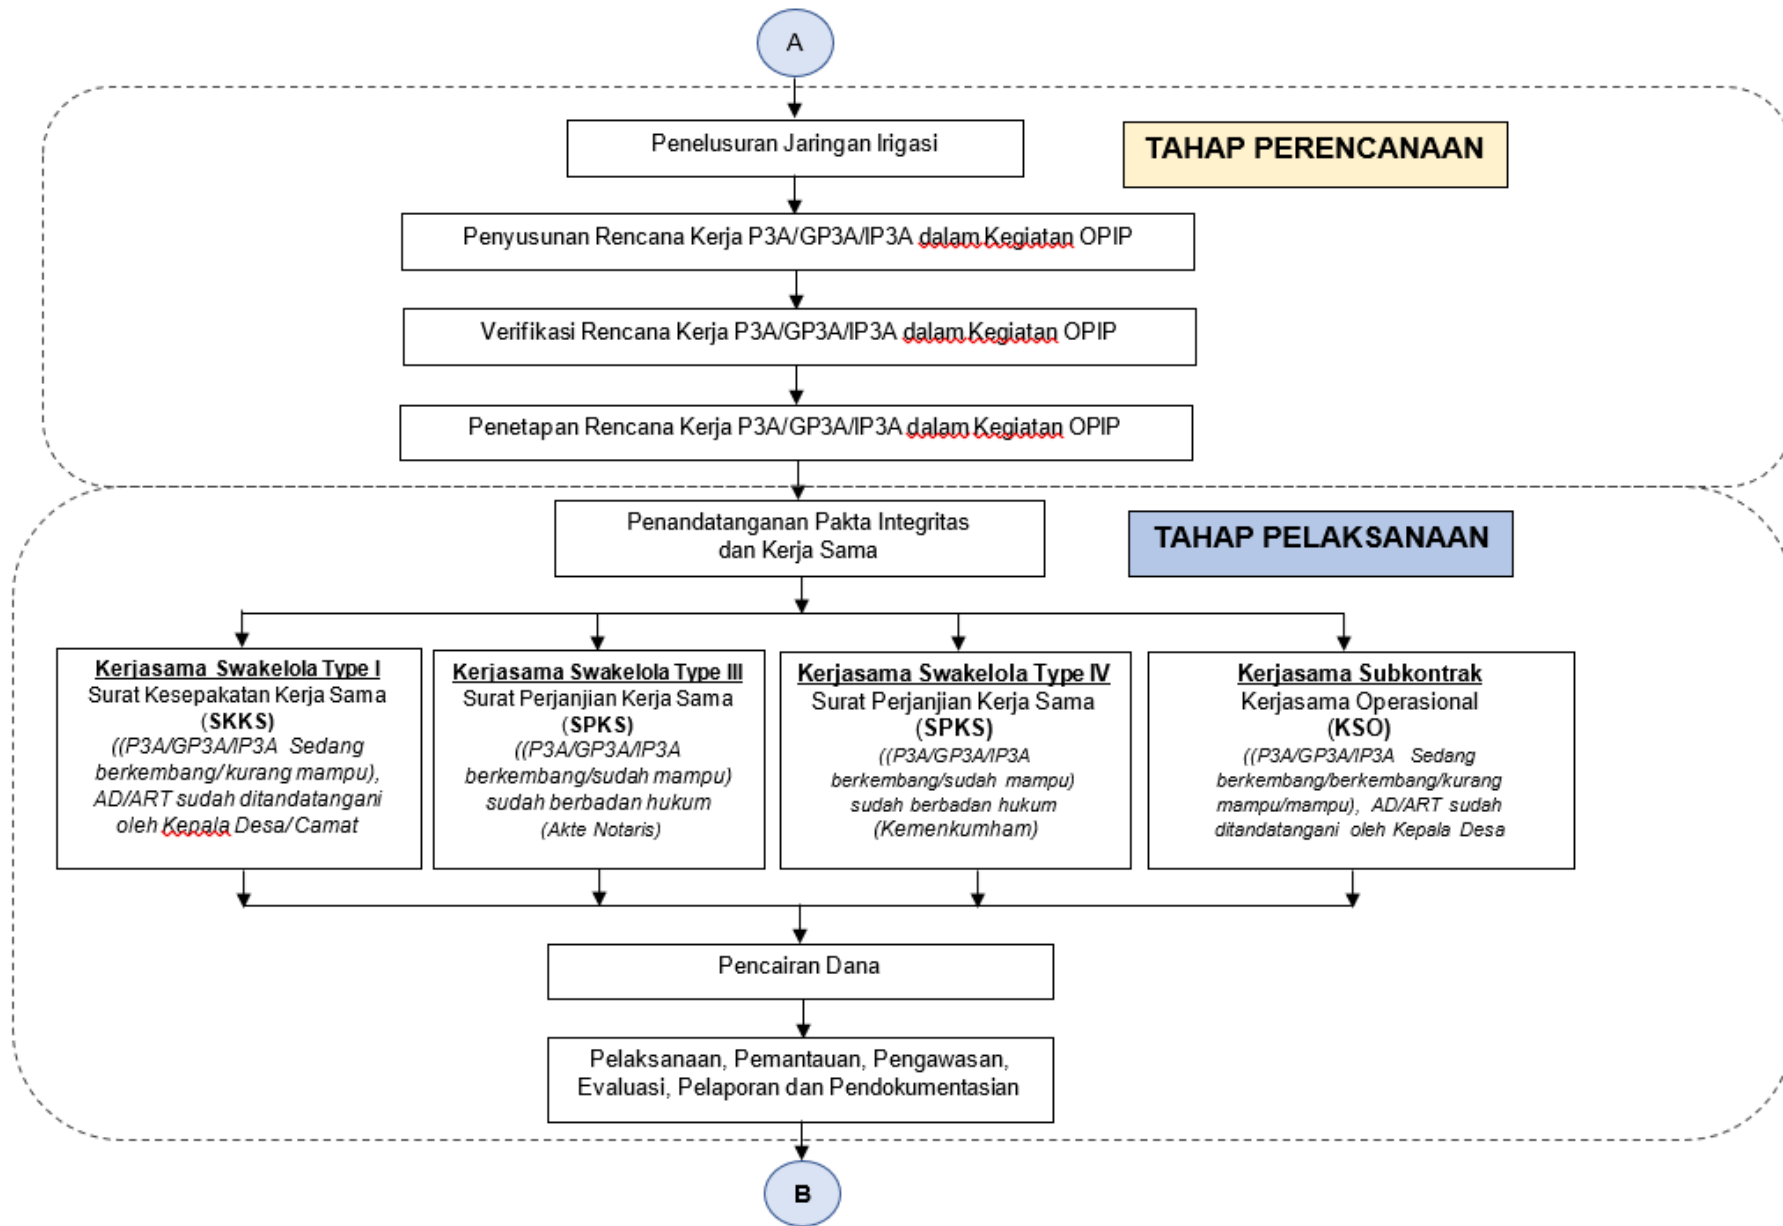 A
Penelusuran Jaringan Irigasi
TAHAP PERENCANAAN
Penyusunan Rencana Kerja P3A/GP3A/IP3A dalam Kegiatan OPIP
Verifikasi Rencana Kerja P3A/GP3A/IP3A dalam Kegiatan OPIP
Penetapan Rencana Kerja P3A/GP3A/IP3A dalam Kegiatan OPIP
Penandatanganan Pakta Integritas
dan Kerja Sama
TAHAP PELAKSANAAN
Kerjasama Swakelola Type I
Surat Kesepakatan Kerja Sama
(SKKS)
((P3A/GP3A/IP3A Sedang
berkembang/kurang mampu),
AD/ART sudah ditandatangani
oleh Kepala Desa/Camat
Kerjasama Swakelola Type III
Surat Perjanjian Kerja Sama
(SPKS)
((P3A/GP3A/IP3A
berkembang/sudah mampu)
sudah berbadan hukum
(Akte Notaris)
Kerjasama Swakelola Type IV
Surat Perjanjian Kerja Sama
(SPKS)
((P3A/GP3A/IP3A
berkembang/sudah mampu)
sudah berbadan hukum
(Kemenkumham)
Kerjasama Subkontrak
Kerjasama Operasional
(KSO)
((P3A/GP3A/IP3A Sedang
berkembang/berkembang/kurang
mampu/mampu), AD/ART sudah
ditandatangani oleh Kepala Desa
Pencairan Dana
Pelaksanaan, Pemantauan, Pengawasan,
Evaluasi, Pelaporan dan Pendokumentasian
B